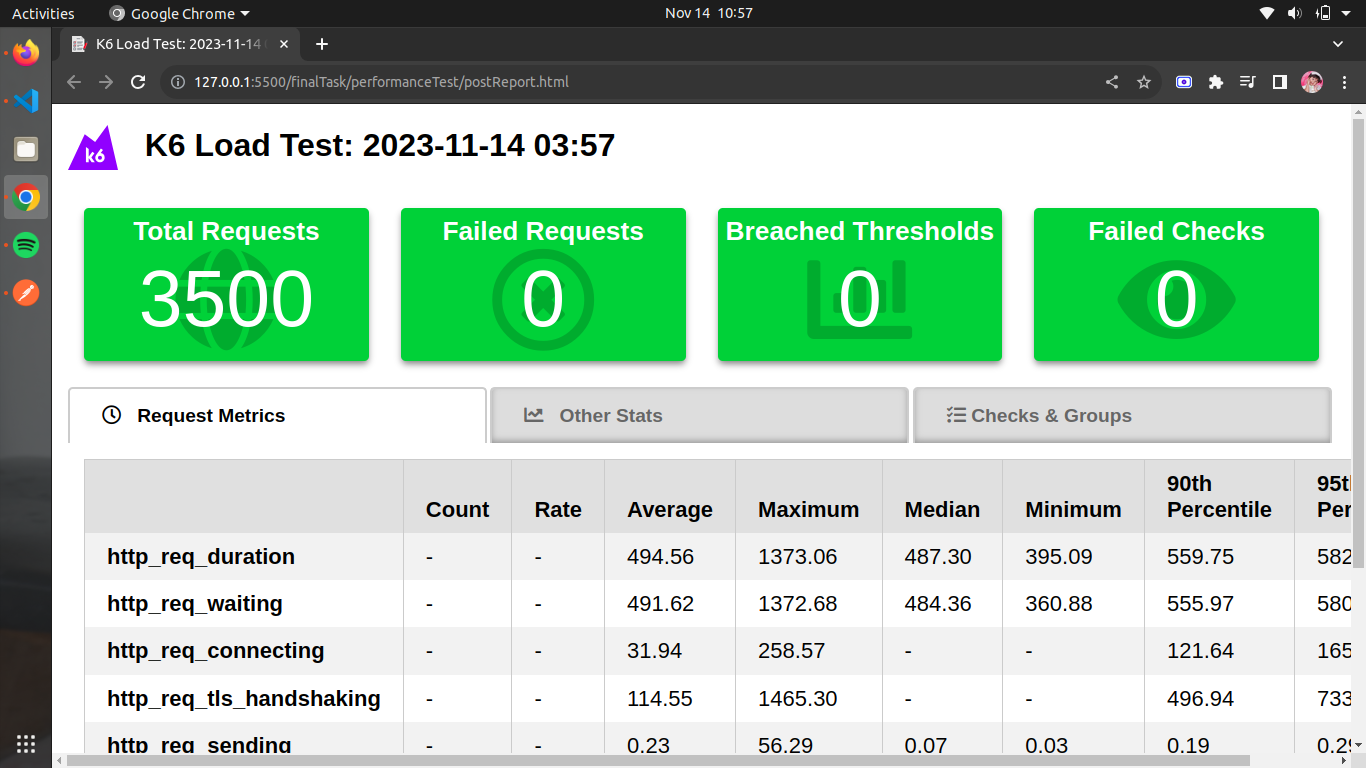 Activities
Google Chrome
Nov 14 10:57
K6 Load Test: 2023-11-14
127.0.0.1:5500/finalTask/performanceTest/postReport.html
k6
K6 Load Test: 2023-11-14 03:57
Total Requests
3500
Failed Requests
0
Breached Thresholds
0
Failed Checks
0
Request Metrics
Other Stats
Checks & Groups
Count Rate Average Maximum Median Minimum 90th Percentile
http_req_duration - - 494.56 1373.06 487.30 395.09 559.75 582
http_req_waiting - - 491.62 1372.68 484.36 360.88 555.97 580
http_req_connecting - - 31.94 258.57 - - 121.64 165
http_req_tls_handshaking - - 114.55 1465.30 - - 496.94 733
http_req_sending - - 0.23 56.29 0.07 0.03 0.19 0.29